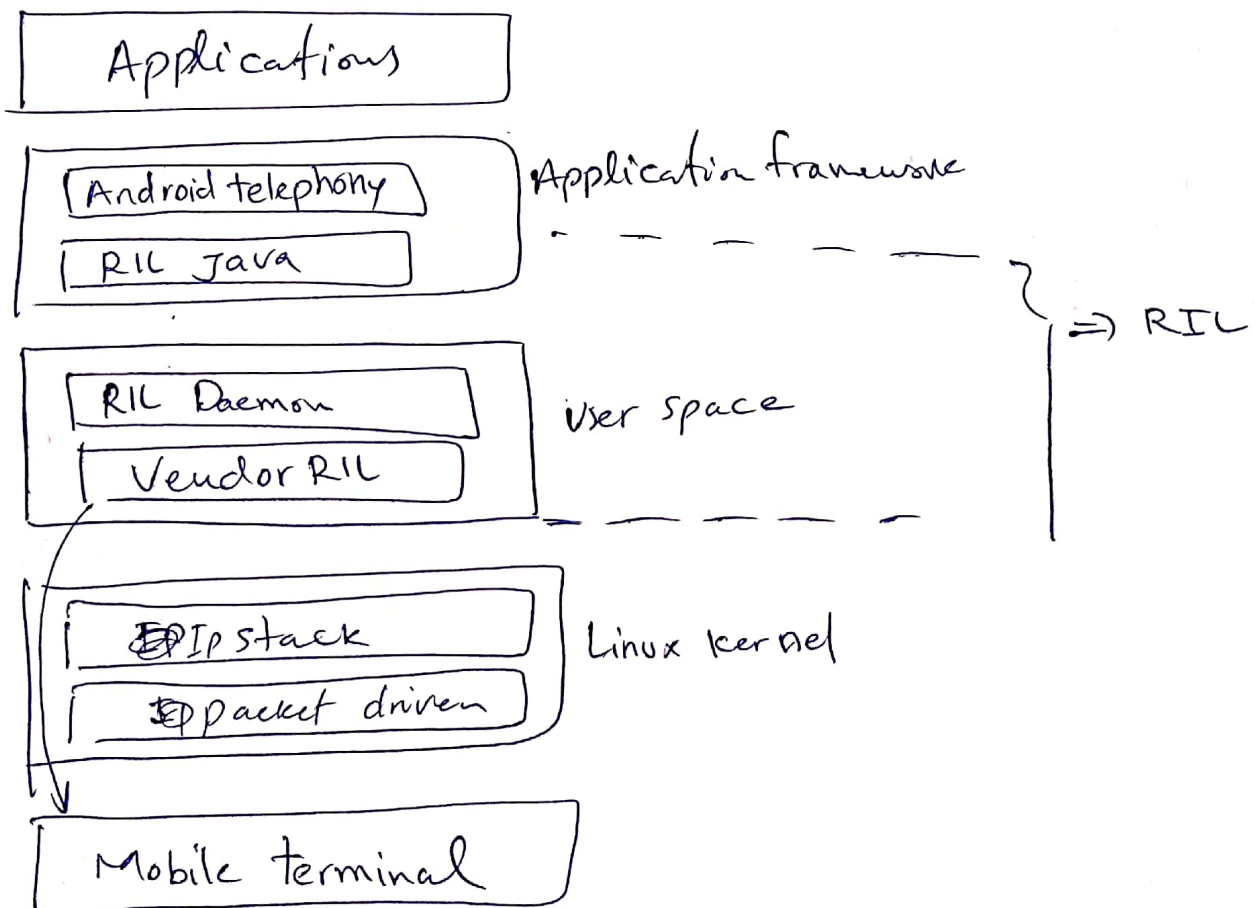 Applications
Android telephony
Application framework
RIL Java
=> RIL
RIL Daemon
User space
Vendor RIL
Ip stack
Linux kernel
packet driver
Mobile terminal